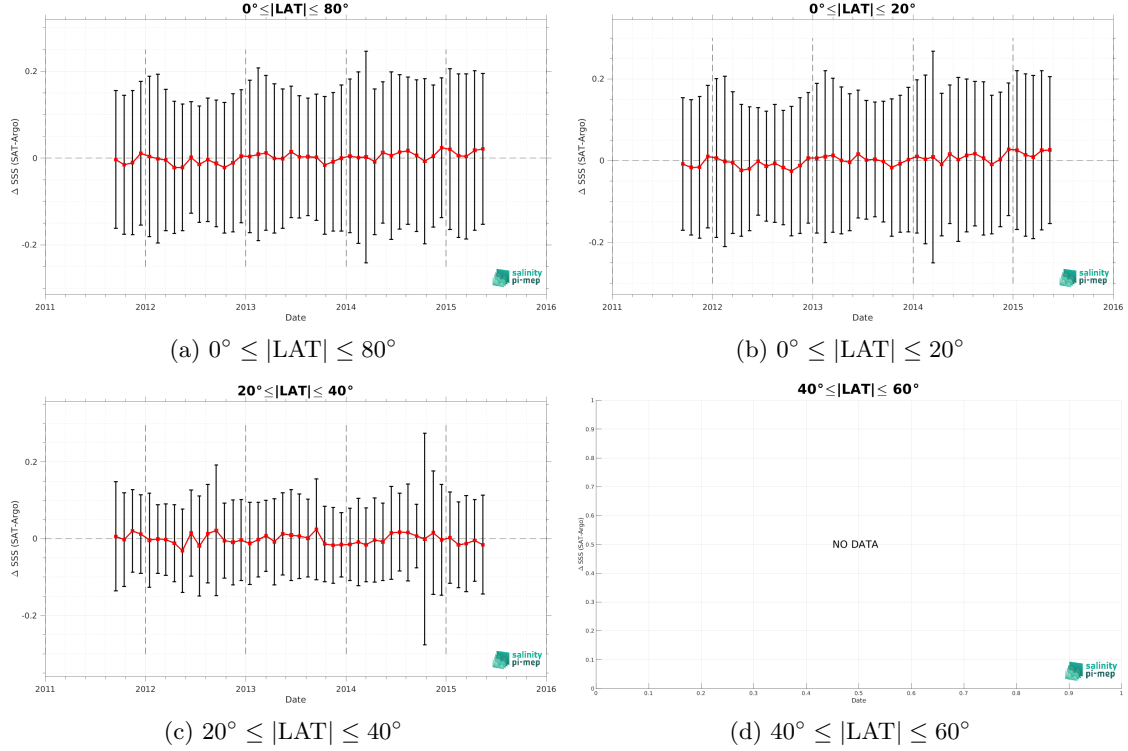 0°≤|LAT|≤ 80°
0.2
0
-0.2
Δ SSS (SAT-Argo)
2011 2012 2013 2014 2015 2016
Date
salinity
pi-mep
(a) 0° ≤ |LAT| ≤ 80°
0°≤|LAT|≤ 20°
0.2
0
-0.2
Δ SSS (SAT-Argo)
2011 2012 2013 2014 2015 2016
Date
salinity
pi-mep
(b) 0° ≤ |LAT| ≤ 20°
20°≤|LAT|≤ 40°
0.2
0
-0.2
Δ SSS (SAT-Argo)
2011 2012 2013 2014 2015 2016
Date
salinity
pi-mep
(c) 20° ≤ |LAT| ≤ 40°
40°≤|LAT|≤ 60°
1
0.9
0.8
0.7
0.6
0.5
0.4
0.3
0.2
0.1
0
Δ SSS (SAT-Argo)
NO DATA
0 0.1 0.2 0.3 0.4 0.5 0.6 0.7 0.8 0.9 1
Date
salinity
pi-mep
(d) 40° ≤ |LAT| ≤ 60°